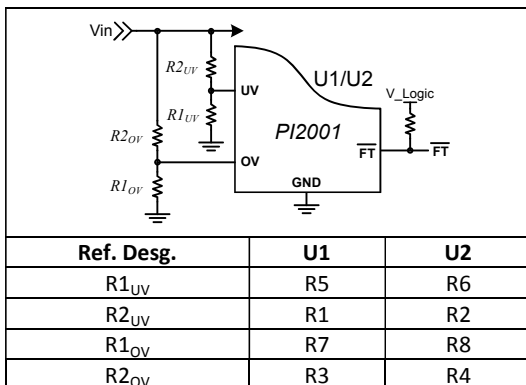 Vin
R2UV
U1/U2
V_Logic
UV
R1UV
R2OV
PI2001
FT
FT
OV
R1OV
GND
Ref. Desg. U1 U2
R1UV R5 R6
R2UV R1 R2
R1OV R7 R8
R2OV R3 R4